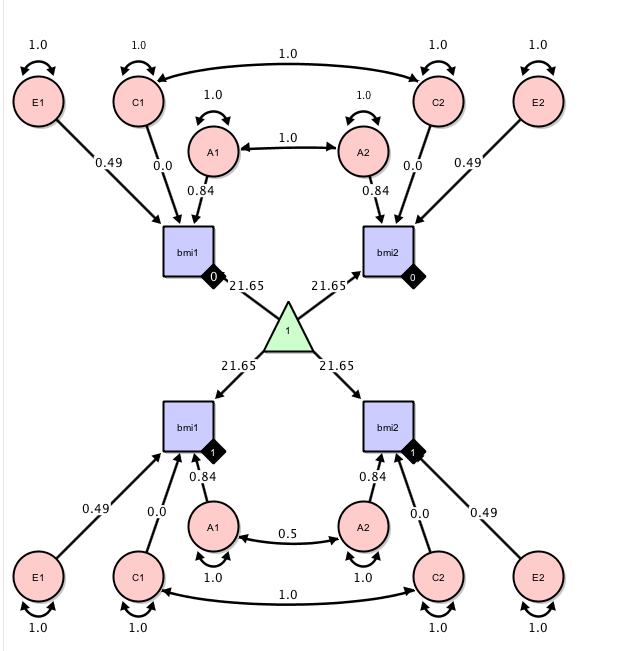 1.0 1.0 1.0 1.0
1.0
E1 C1 C2 E2
1.0 1.0
A1 1.0 A2
0.49 0.0 0.0 0.49
0.84 0.84
bmi1 bmi2
0 0
21.65 21.65
1
21.65 21.65
bmi1 bmi2
1 1
0.84 0.84
0.49 0.0 0.0 0.49
A1 0.5 A2
E1 C1 1.0 1.0 C2 E2
1.0
1.0 1.0 1.0 1.0